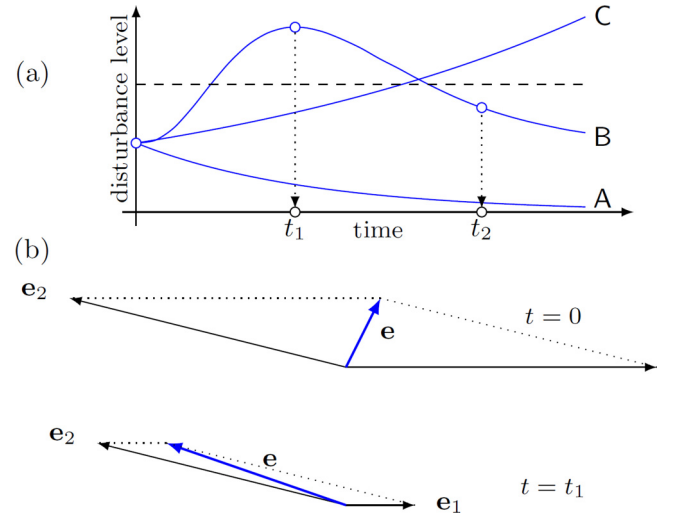 (a)
disturbance level
C
B
A
t₁
time
t₂
(b)
e₂
e
t = 0
e₂
e
e₁
t = t₁